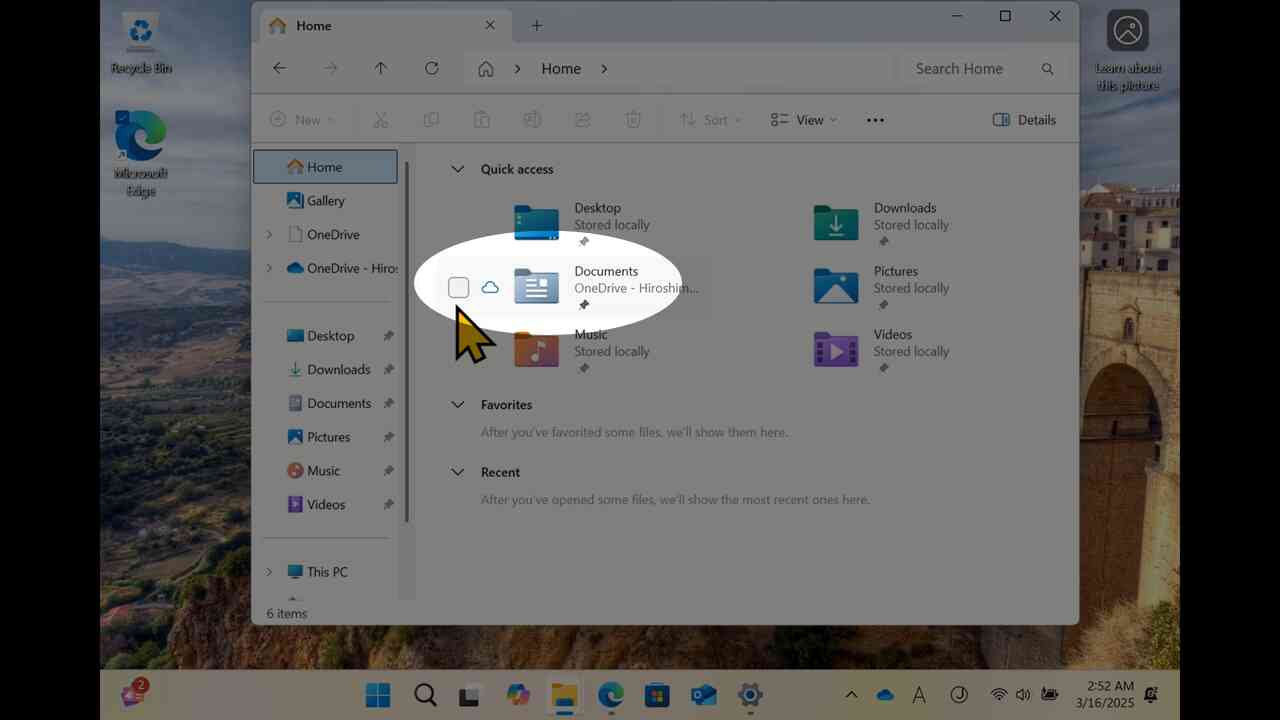 Home
Recycle Bin
Learn about
this picture
Microsoft
Edge
Home
Search Home
New
Sort
View
Details
Home
Gallery
OneDrive
OneDrive - Hiros
Desktop
Downloads
Documents
Pictures
Music
Videos
This PC
Quick access
Desktop
Stored locally
Downloads
Stored locally
Documents
OneDrive - Hiroshim...
Pictures
Stored locally
Music
Stored locally
Videos
Stored locally
Favorites
After you've favorited some files, we'll show them here.
Recent
After you've opened some files, we'll show the most recent ones here.
6 items
2
A
J
2:52 AM
3/16/2025